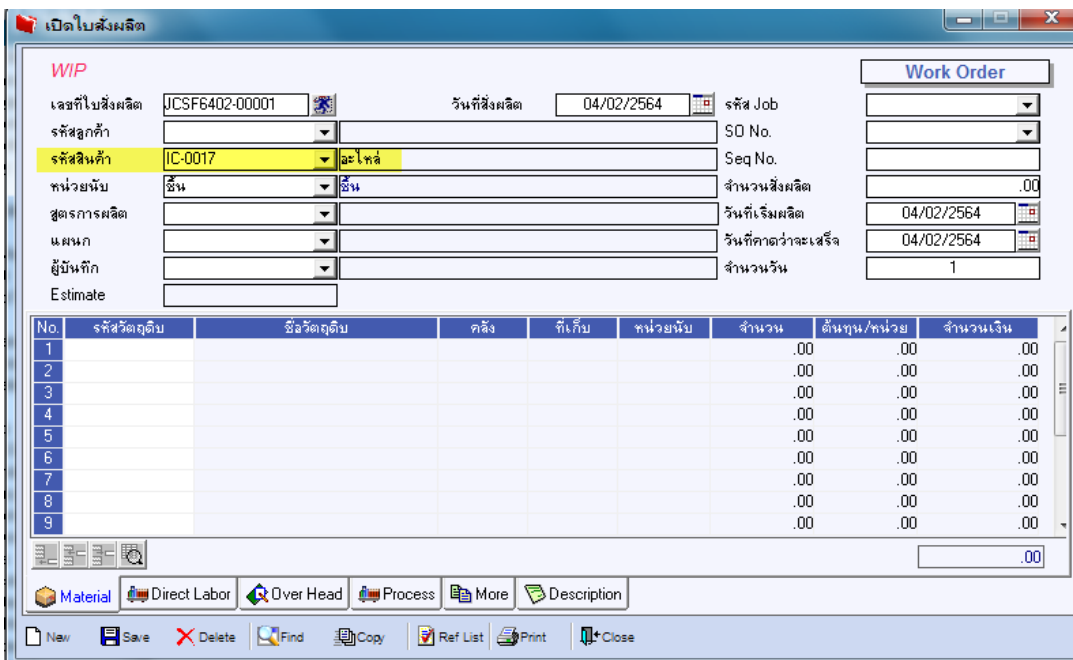 เปิดใบสั่งผลิต
WIP
Work Order
เลขที่ใบสั่งผลิต JCSF6402-00001 วันที่สั่งผลิต 04/02/2564 รหัส Job
รหัสลูกค้า SO No.
รหัสสินค้า IC-0017 อะไหล่ Seq No.
หน่วยนับ ชิ้น ชิ้น จำนวนสั่งผลิต .00
สูตรการผลิต วันที่เริ่มผลิต 04/02/2564
แผนก วันที่คาดว่าจะเสร็จ 04/02/2564
ผู้บันทึก จำนวนวัน 1
Estimate
No. รหัสวัตถุดิบ ชื่อวัตถุดิบ คลัง ที่เก็บ หน่วยนับ จำนวน ต้นทุน/หน่วย จำนวนเงิน
1 .00 .00 .00
2 .00 .00 .00
3 .00 .00 .00
4 .00 .00 .00
5 .00 .00 .00
6 .00 .00 .00
7 .00 .00 .00
8 .00 .00 .00
9 .00 .00 .00
.00
Material Direct Labor Over Head Process More Description
New Save Delete Find Copy Ref List Print Close